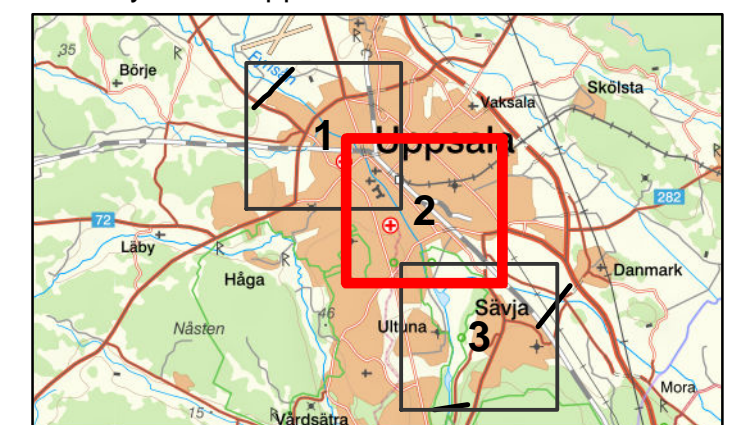 35
Börje
Fyrisån
Skölsta
Vaksala
1
Uppsala
2
282
72
Läby
Danmark
Håga
Sävja
46
Ultuna
Nåsten
3
Mora
15
Vårdsätra